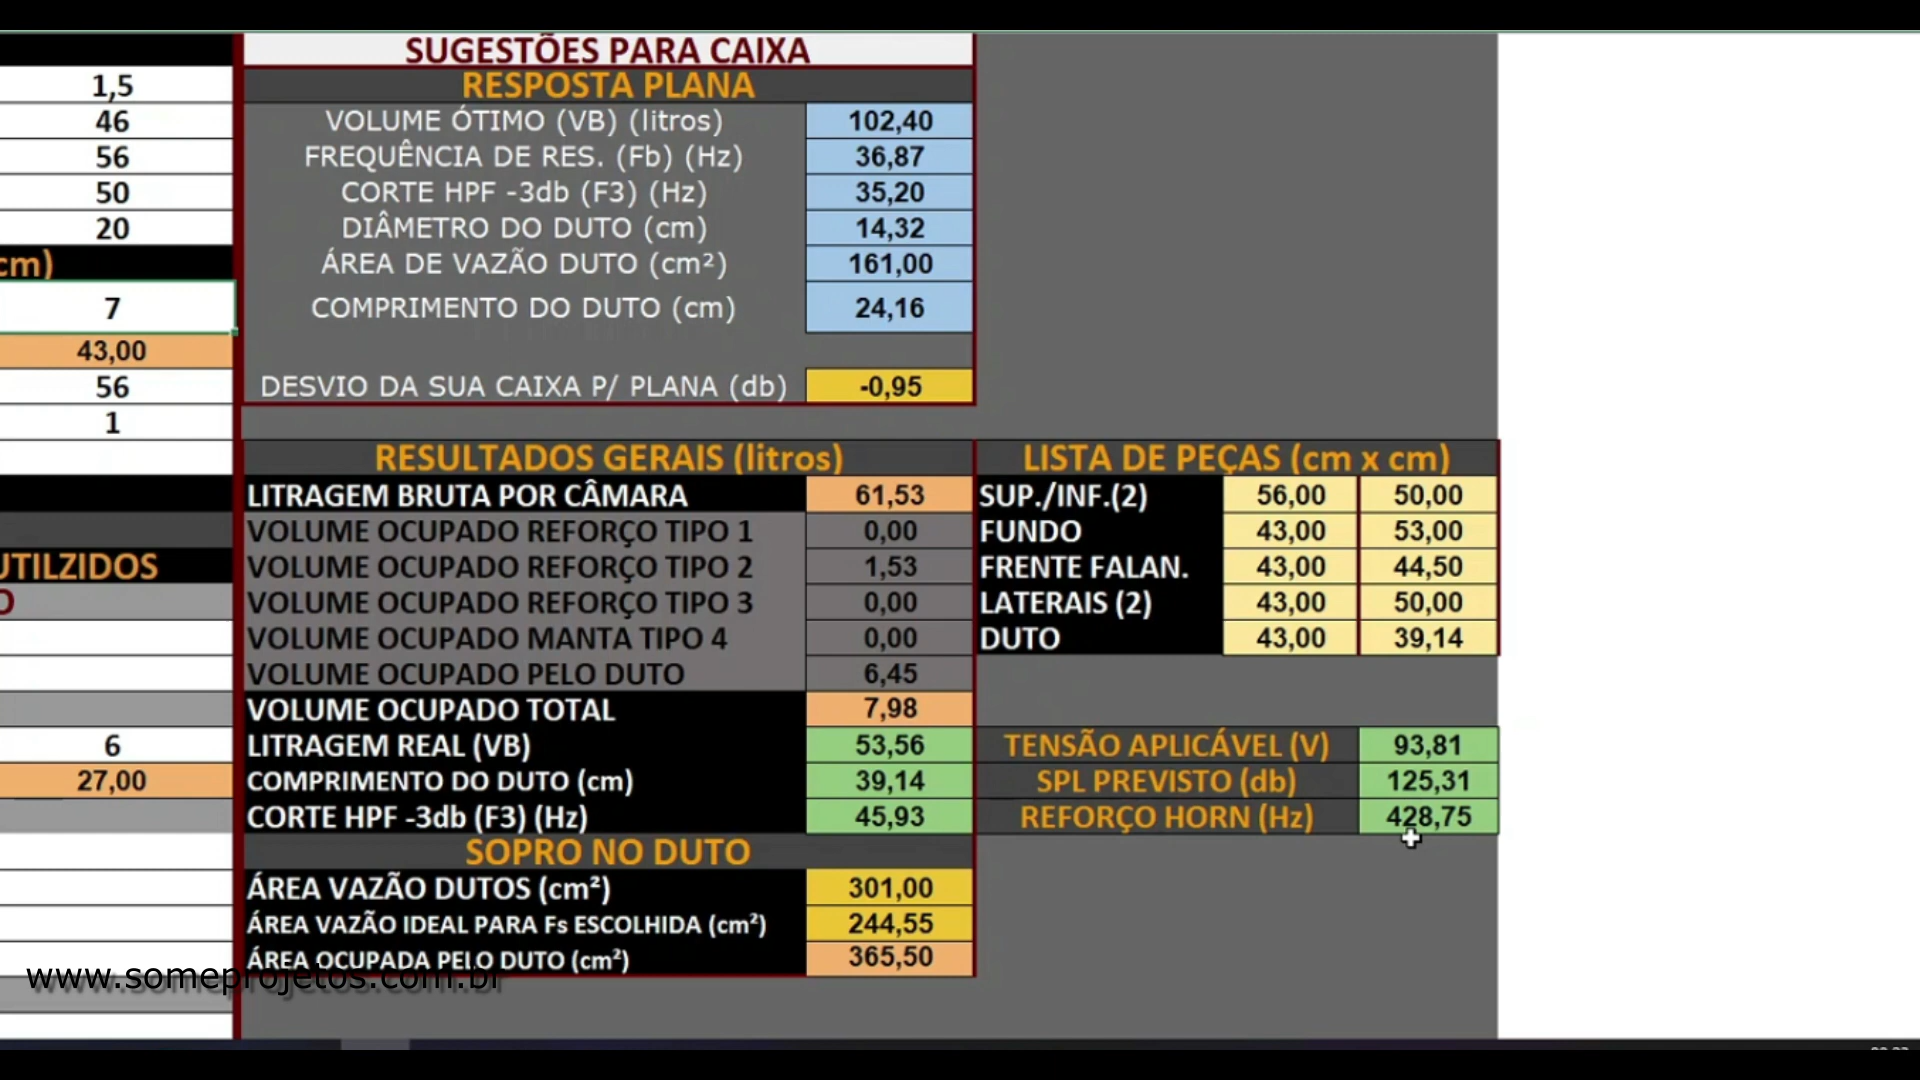 SUGESTÕES PARA CAIXA
1,5 RESPOSTA PLANA
46 VOLUME ÓTIMO (VB) (litros) 102,40
56 FREQUÊNCIA DE RES. (Fb) (Hz) 36,87
50 CORTE HPF -3db (F3) (Hz) 35,20
20 DIÂMETRO DO DUTO (cm) 14,32
cm) ÁREA DE VAZÃO DUTO (cm²) 161,00
7 COMPRIMENTO DO DUTO (cm) 24,16
43,00
56 DESVIO DA SUA CAIXA P/ PLANA (db) -0,95
1
RESULTADOS GERAIS (litros) LISTA DE PEÇAS (cm x cm)
LITRAGEM BRUTA POR CÂMARA 61,53 SUP./INF.(2) 56,00 50,00
VOLUME OCUPADO REFORÇO TIPO 1 0,00 FUNDO 43,00 53,00
UTILZIDOS VOLUME OCUPADO REFORÇO TIPO 2 1,53 FRENTE FALAN. 43,00 44,50
O VOLUME OCUPADO REFORÇO TIPO 3 0,00 LATERAIS (2) 43,00 50,00
VOLUME OCUPADO MANTA TIPO 4 0,00 DUTO 43,00 39,14
VOLUME OCUPADO PELO DUTO 6,45
VOLUME OCUPADO TOTAL 7,98
6 LITRAGEM REAL (VB) 53,56 TENSÃO APLICÁVEL (V) 93,81
27,00 COMPRIMENTO DO DUTO (cm) 39,14 SPL PREVISTO (db) 125,31
CORTE HPF -3db (F3) (Hz) 45,93 REFORÇO HORN (Hz) 428,75
SOPRO NO DUTO
ÁREA VAZÃO DUTOS (cm²) 301,00
ÁREA VAZÃO IDEAL PARA Fs ESCOLHIDA (cm²) 244,55
ÁREA OCUPADA PELO DUTO (cm²) 365,50
www.someprojetos.com.br